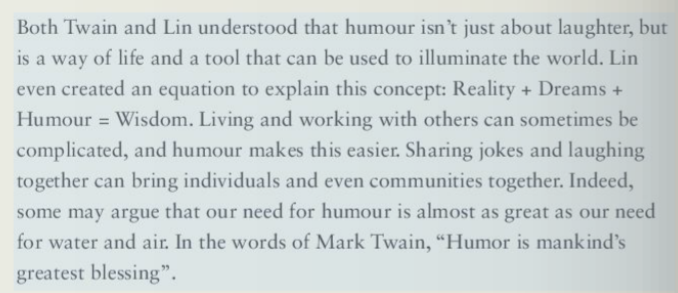 Both Twain and Lin understood that humour isn't just about laughter, but
is a way of life and a tool that can be used to illuminate the world. Lin
even created an equation to explain this concept: Reality + Dreams +
Humour = Wisdom. Living and working with others can sometimes be
complicated, and humour makes this easier. Sharing jokes and laughing
together can bring individuals and even communities together. Indeed,
some may argue that our need for humour is almost as great as our need
for water and air. In the words of Mark Twain, “Humor is mankind's
greatest blessing”.